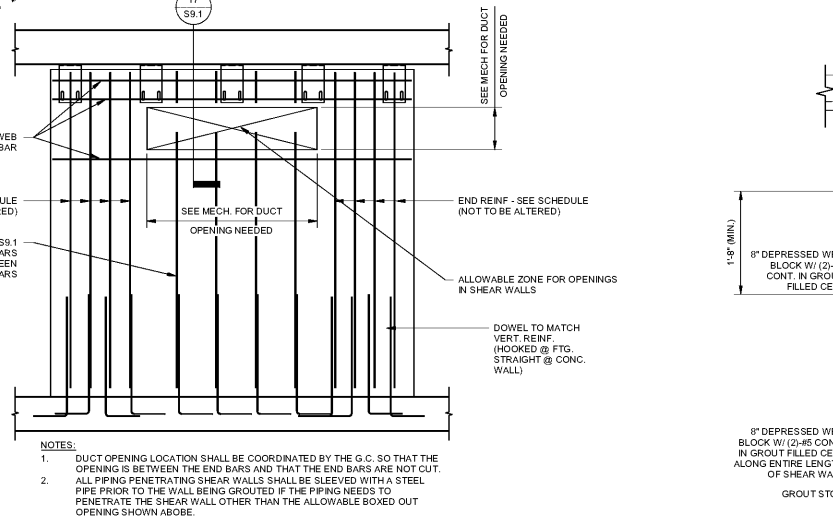 17
S9.1
SEE MECH FOR DUCT
OPENING NEEDED
WEB
BAR
END REINF - SEE SCHEDULE
(NOT TO BE ALTERED)
SEE MECH. FOR DUCT
OPENING NEEDED
S9.1
ALLOWABLE ZONE FOR OPENINGS
IN SHEAR WALLS
DOWEL TO MATCH
VERT. REINF.
(HOOKED @ FTG.
STRAIGHT @ CONC.
WALL)
NOTES:
1. DUCT OPENING LOCATION SHALL BE COORDINATED BY THE G.C. SO THAT THE
OPENING IS BETWEEN THE END BARS AND THAT THE END BARS ARE NOT CUT.
2. ALL PIPING PENETRATING SHEAR WALLS SHALL BE SLEEVED WITH A STEEL
PIPE PRIOR TO THE WALL BEING GROUTED IF THE PIPING NEEDS TO
PENETRATE THE SHEAR WALL OTHER THAN THE ALLOWABLE BOXED OUT
OPENING SHOWN ABOBE.
1'-8" (MIN.)
8" DEPRESSED WE
BLOCK W/ (2)-
CONT. IN GROU
FILLED CE
8" DEPRESSED WE
BLOCK W/ (2)-#5 CON
IN GROUT FILLED CE
ALONG ENTIRE LENGT
OF SHEAR WA
GROUT STO